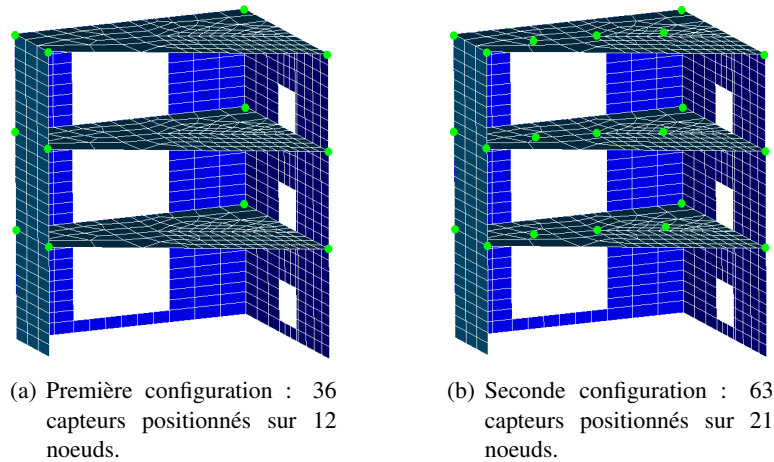 (a) Première configuration : 36
capteurs positionnés sur 12
noeuds.
(b) Seconde configuration : 63
capteurs positionnés sur 21
noeuds.